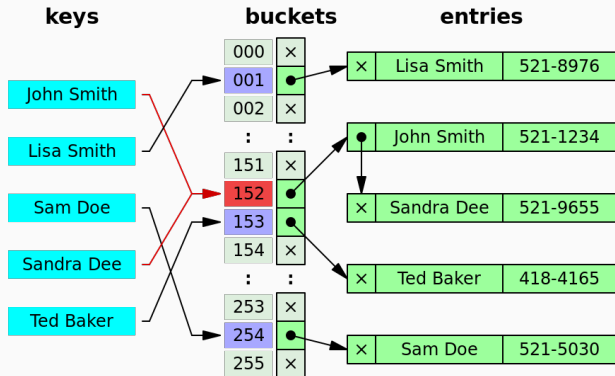 keys buckets entries
000 ×
× Lisa Smith 521-8976
001
John Smith
002 ×
: :
× John Smith 521-1234
Lisa Smith
151 ×
152
Sam Doe
× Sandra Dee 521-9655
153
154 ×
Sandra Dee
: :
× Ted Baker 418-4165
253 ×
Ted Baker
254
× Sam Doe 521-5030
255 ×